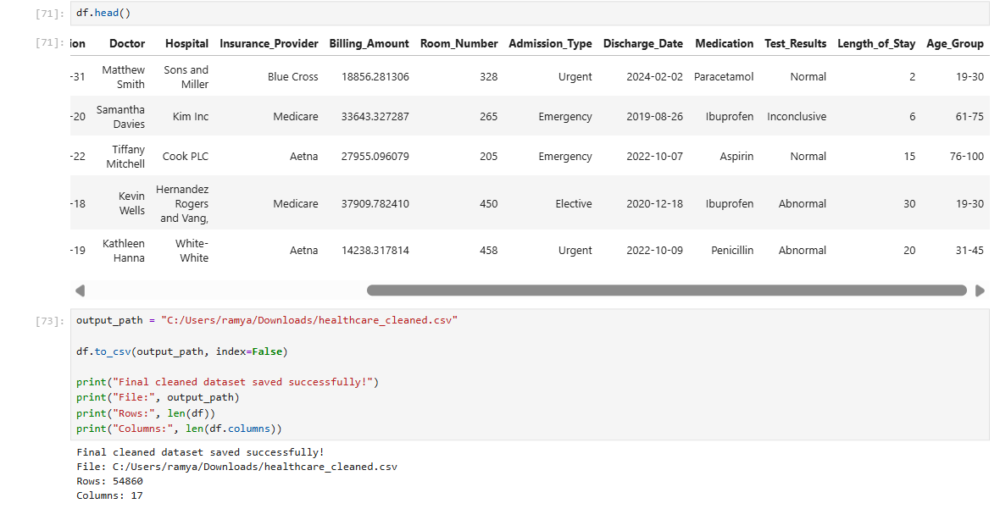 [71]: df.head()
[71]: ion Doctor Hospital Insurance_Provider Billing_Amount Room_Number Admission_Type Discharge_Date Medication Test_Results Length_of_Stay Age_Group
-31 Matthew Smith Sons and Miller Blue Cross 18856.281306 328 Urgent 2024-02-02 Paracetamol Normal 2 19-30
-20 Samantha Davies Kim Inc Medicare 33643.327287 265 Emergency 2019-08-26 Ibuprofen Inconclusive 6 61-75
-22 Tiffany Mitchell Cook PLC Aetna 27955.096079 205 Emergency 2022-10-07 Aspirin Normal 15 76-100
-18 Kevin Wells Hernandez Rogers and Vang, Medicare 37909.782410 450 Elective 2020-12-18 Ibuprofen Abnormal 30 19-30
-19 Kathleen Hanna White-White Aetna 14238.317814 458 Urgent 2022-10-09 Penicillin Abnormal 20 31-45
[73]: output_path = "C:/Users/ramya/Downloads/healthcare_cleaned.csv"
df.to_csv(output_path, index=False)
print("Final cleaned dataset saved successfully!")
print("File:", output_path)
print("Rows:", len(df))
print("Columns:", len(df.columns))
Final cleaned dataset saved successfully!
File: C:/Users/ramya/Downloads/healthcare_cleaned.csv
Rows: 54860
Columns: 17